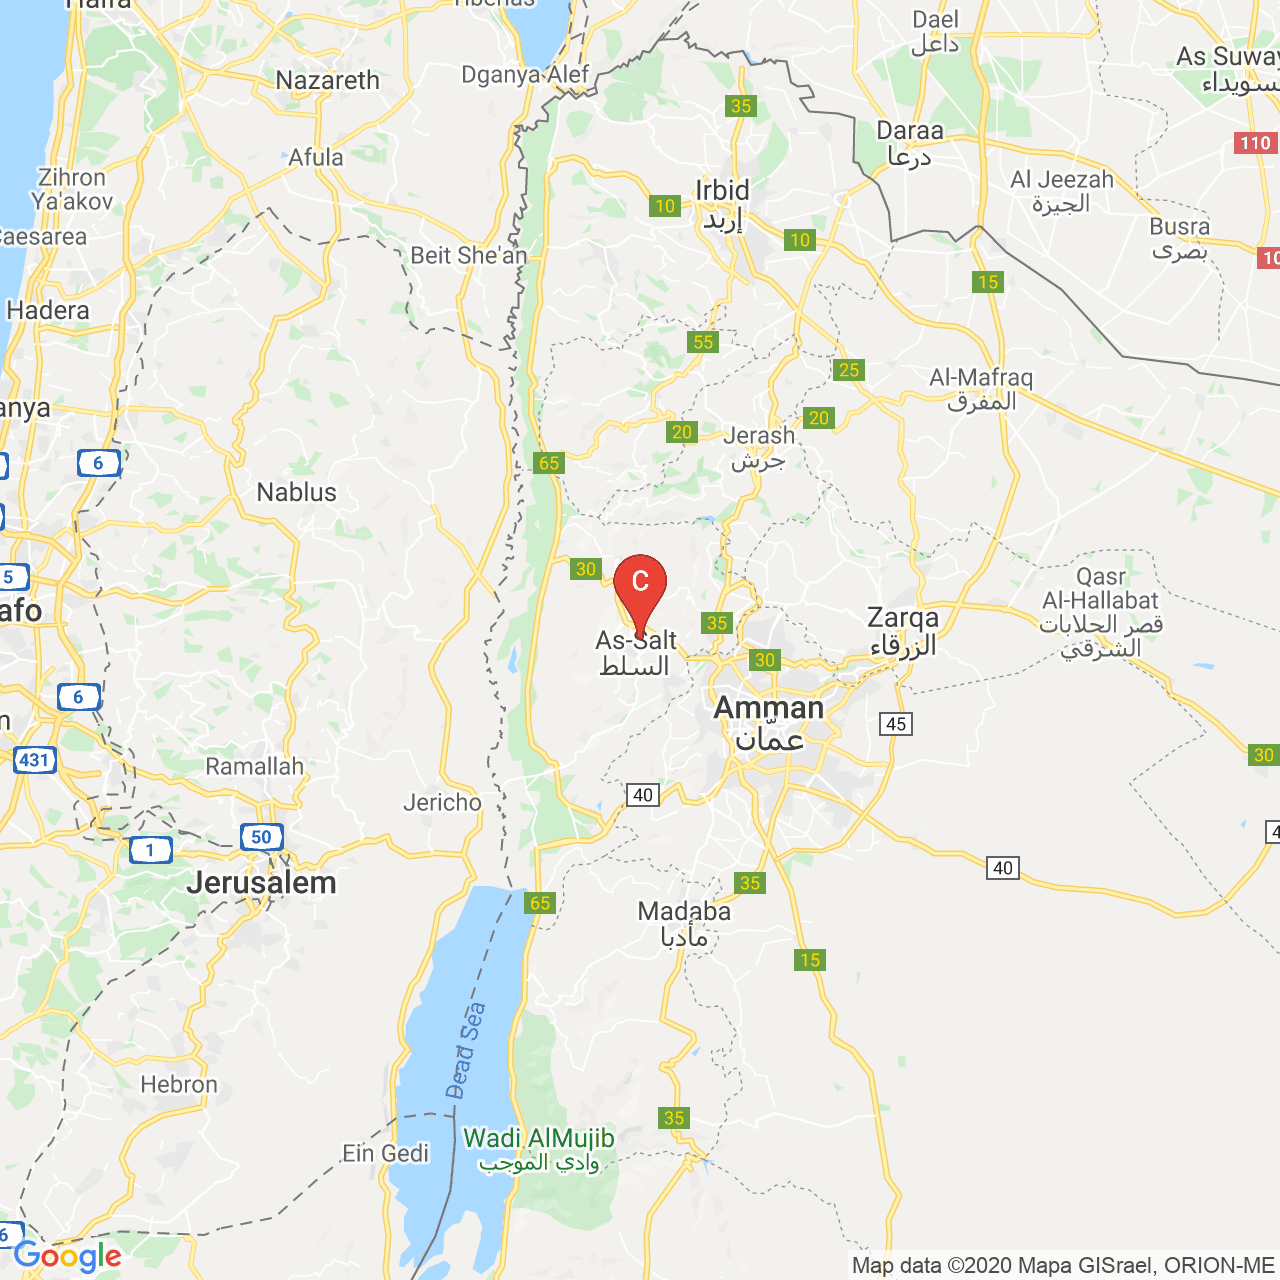 Haifa
Nazareth
Dganya Alef
Dael
داعل
As Suway
Afula
35
Daraa
درعا
110
Zihron
Ya'akov
Irbid
إربد
10
Al Jeezah
الجيزة
Caesarea
Beit She'an
10
Busra
بصرى
10
15
Hadera
55
25
Al-Mafraq
المفرق
anya
20
20
Jerash
جرش
6
65
Nablus
5
30
C
Qasr
Al-Hallabat
قصر الحلابات
الشرقي
afo
35
Zarqa
الزرقاء
As-Salt
السلط
30
6
Amman
عمّان
45
n
431
30
Ramallah
40
Jericho
50
1
40
4
Jerusalem
65
35
Madaba
مأدبا
15
Dead Sea
Hebron
35
Wadi AlMujib
وادي الموجب
Ein Gedi
6
Google
Map data ©2020 Mapa GISrael, ORION-ME